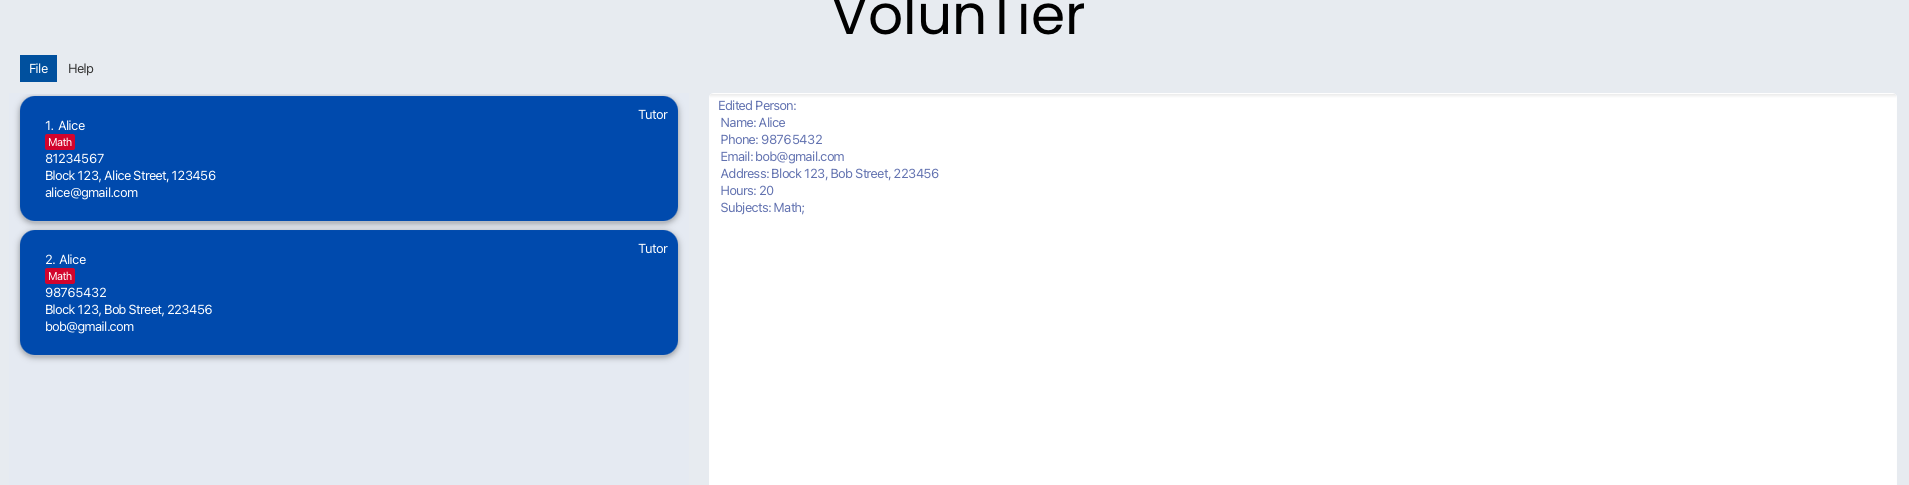 VolunTier
File Help
Tutor
1. Alice
Math
81234567
Block 123, Alice Street, 123456
alice@gmail.com
Tutor
2. Alice
Math
98765432
Block 123, Bob Street, 223456
bob@gmail.com
Edited Person:
Name: Alice
Phone: 98765432
Email: bob@gmail.com
Address: Block 123, Bob Street, 223456
Hours: 20
Subjects: Math;